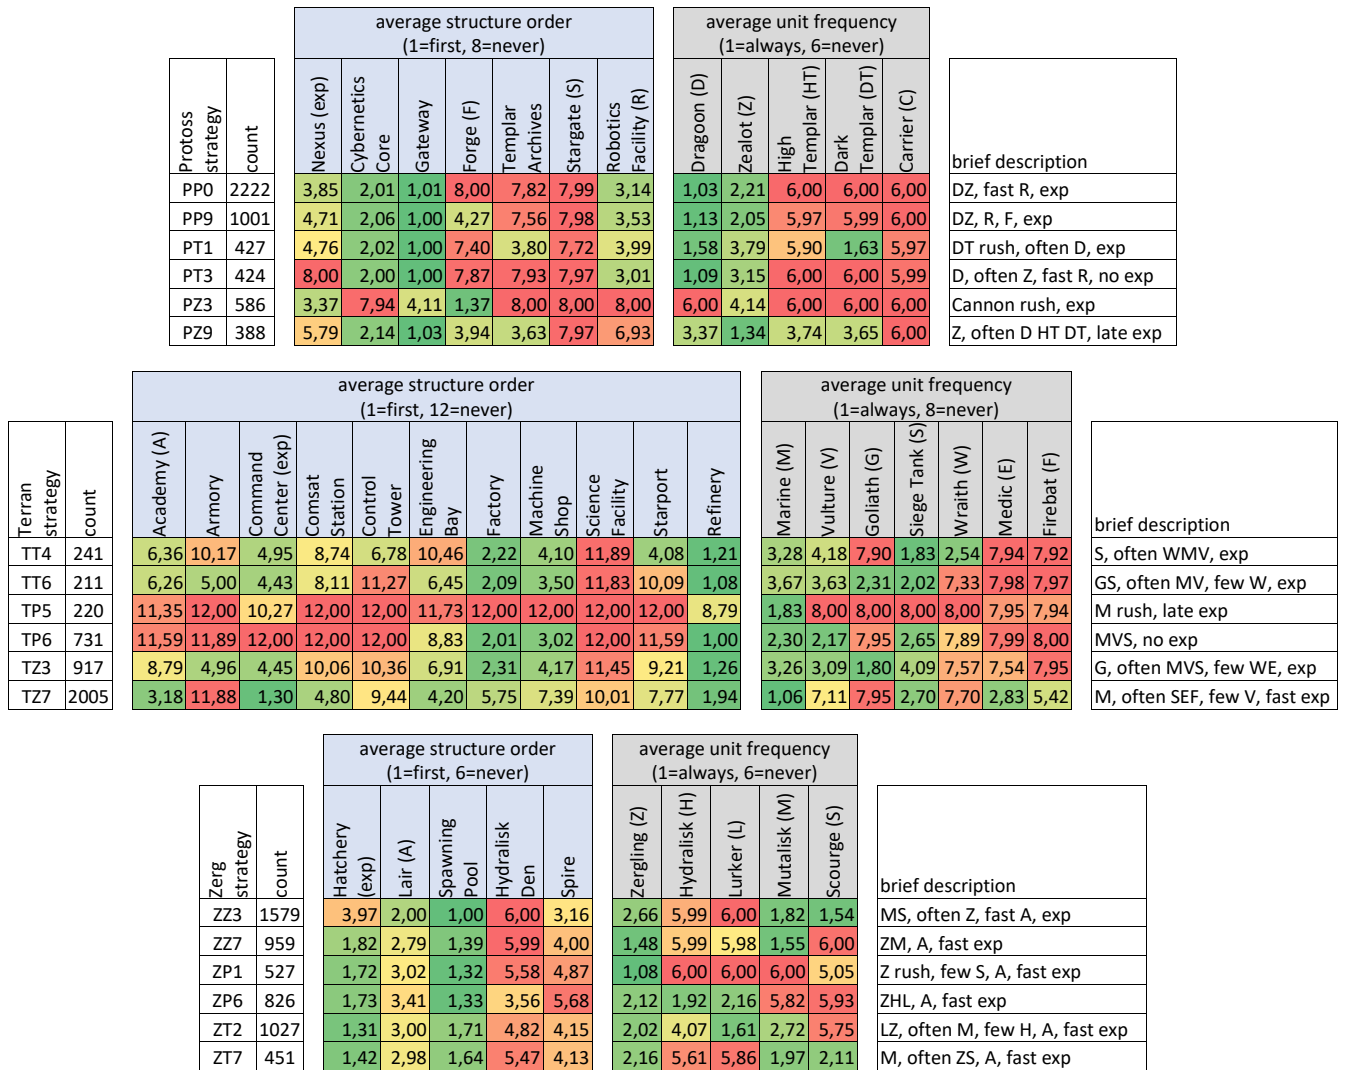 average structure order
(1=first, 8=never)
average unit frequency
(1=always, 6=never)
Protoss strategy count Nexus (exp) Cybernetics Core Gateway Forge (F) Templar Archives Stargate (S) Robotics Facility (R) Dragoon (D) Zealot (Z) High Templar (HT) Dark Templar (DT) Carrier (C) brief description
PP0 2222 3,85 2,01 1,01 8,00 7,82 7,99 3,14 1,03 2,21 6,00 6,00 6,00 DZ, fast R, exp
PP9 1001 4,71 2,06 1,00 4,27 7,56 7,98 3,53 1,13 2,05 5,97 5,99 6,00 DZ, R, F, exp
PT1 427 4,76 2,02 1,00 7,40 3,80 7,72 3,99 1,58 3,79 5,90 1,63 5,97 DT rush, often D, exp
PT3 424 8,00 2,00 1,00 7,87 7,93 7,97 3,01 1,09 3,15 6,00 6,00 5,99 D, often Z, fast R, no exp
PZ3 586 3,37 7,94 4,11 1,37 8,00 8,00 8,00 6,00 4,14 6,00 6,00 6,00 Cannon rush, exp
PZ9 388 5,79 2,14 1,03 3,94 3,63 7,97 6,93 3,37 1,34 3,74 3,65 6,00 Z, often D HT DT, late exp
average structure order
(1=first, 12=never)
average unit frequency
(1=always, 8=never)
Terran strategy count Academy (A) Armory Command Center (exp) Comsat Station Control Tower Engineering Bay Factory Machine Shop Science Facility Starport Refinery Marine (M) Vulture (V) Goliath (G) Siege Tank (S) Wraith (W) Medic (E) Firebat (F) brief description
TT4 241 6,36 10,17 4,95 8,74 6,78 10,46 2,22 4,10 11,89 4,08 1,21 3,28 4,18 7,90 1,83 2,54 7,94 7,92 S, often WMV, exp
TT6 211 6,26 5,00 4,43 8,11 11,27 6,45 2,09 3,50 11,83 10,09 1,08 3,67 3,63 2,31 2,02 7,33 7,98 7,97 GS, often MV, few W, exp
TP5 220 11,35 12,00 10,27 12,00 12,00 11,73 12,00 12,00 12,00 12,00 8,79 1,83 8,00 8,00 8,00 8,00 7,95 7,94 M rush, late exp
TP6 731 11,59 11,89 12,00 12,00 12,00 8,83 2,01 3,02 12,00 11,59 1,00 2,30 2,17 7,95 2,65 7,89 7,99 8,00 MVS, no exp
TZ3 917 8,79 4,96 4,45 10,06 10,36 6,91 2,31 4,17 11,45 9,21 1,26 3,26 3,09 1,80 4,09 7,57 7,54 7,95 G, often MVS, few WE, exp
TZ7 2005 3,18 11,88 1,30 4,80 9,44 4,20 5,75 7,39 10,01 7,77 1,94 1,06 7,11 7,95 2,70 7,70 2,83 5,42 M, often SEF, few V, fast exp
average structure order
(1=first, 6=never)
average unit frequency
(1=always, 6=never)
Zerg strategy count Hatchery (exp) Lair (A) Spawning Pool Hydralisk Den Spire Zergling (Z) Hydralisk (H) Lurker (L) Mutalisk (M) Scourge (S) brief description
ZZ3 1579 3,97 2,00 1,00 6,00 3,16 2,66 5,99 6,00 1,82 1,54 MS, often Z, fast A, exp
ZZ7 959 1,82 2,79 1,39 5,99 4,00 1,48 5,99 5,98 1,55 6,00 ZM, A, fast exp
ZP1 527 1,72 3,02 1,32 5,58 4,87 1,08 6,00 6,00 6,00 5,05 Z rush, few S, A, fast exp
ZP6 826 1,73 3,41 1,33 3,56 5,68 2,12 1,92 2,16 5,82 5,93 ZHL, A, fast exp
ZT2 1027 1,31 3,00 1,71 4,82 4,15 2,02 4,07 1,61 2,72 5,75 LZ, often M, few H, A, fast exp
ZT7 451 1,42 2,98 1,64 5,47 4,13 2,16 5,61 5,86 1,97 2,11 M, often ZS, A, fast exp